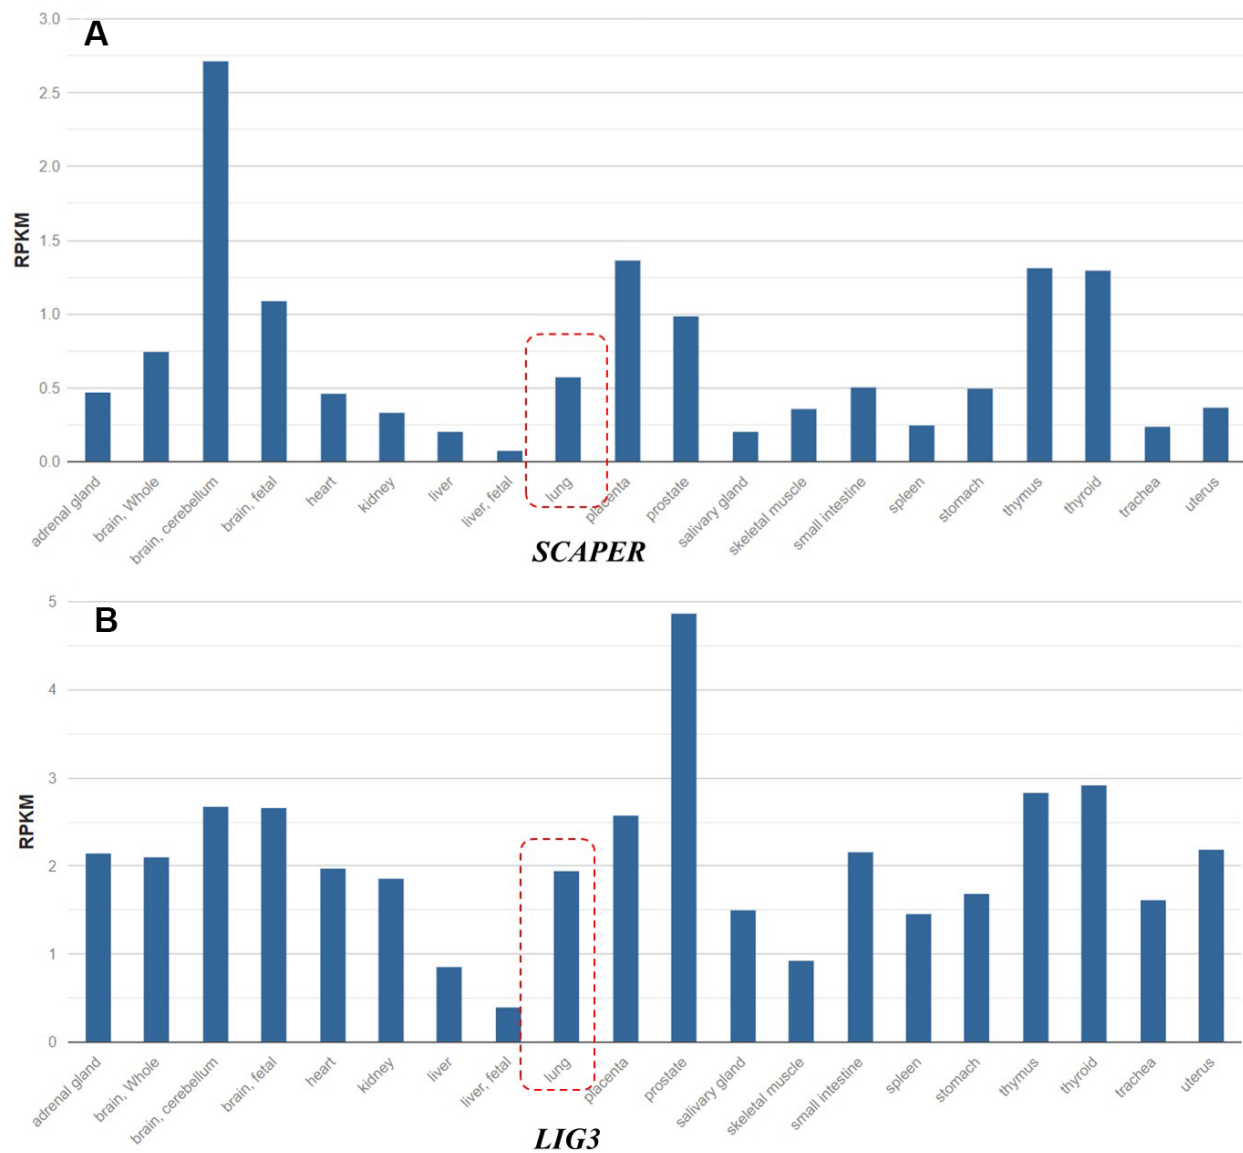 A
3.0
2.5
2.0
1.5
1.0
0.5
0.0
RPKM
adrenal gland
brain, Whole
brain, cerebellum
brain, fetal
heart
kidney
liver
liver, fetal
lung
placenta
prostate
salivary gland
skeletal muscle
small intestine
spleen
stomach
thymus
thyroid
trachea
uterus
SCAPER
B
5
4
3
2
1
0
RPKM
adrenal gland
brain, Whole
brain, cerebellum
brain, fetal
heart
kidney
liver
liver, fetal
lung
placenta
prostate
salivary gland
skeletal muscle
small intestine
spleen
stomach
thymus
thyroid
trachea
uterus
LIG3